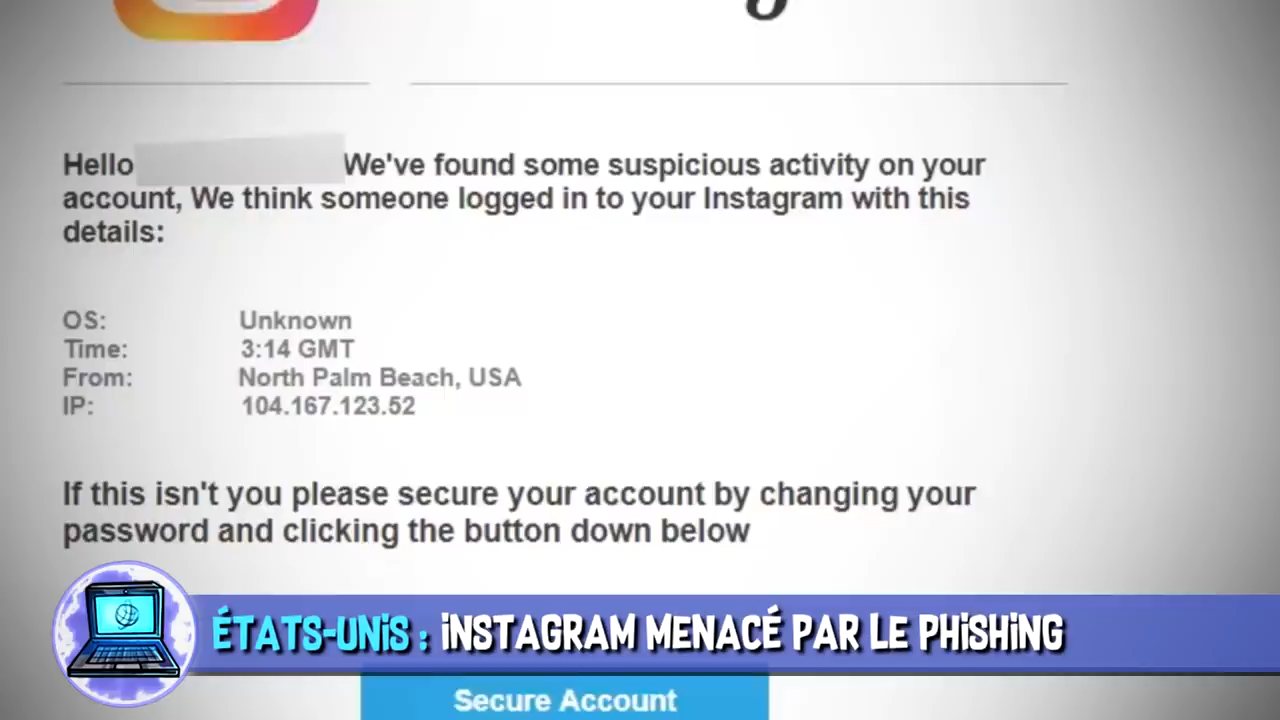 Hello We've found some suspicious activity on your
account, We think someone logged in to your Instagram with this
details:
OS: Unknown
Time: 3:14 GMT
From: North Palm Beach, USA
IP: 104.167.123.52
If this isn't you please secure your account by changing your
password and clicking the button down below
ÉTATS-UNIS : INSTAGRAM MENACÉ PAR LE PHISHING
Secure Account